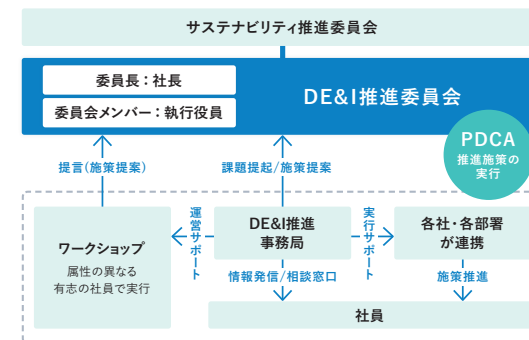 サステナビリティ推進委員会
委員長：社長
委員会メンバー：執行役員
DE&I推進委員会
PDCA
推進施策の
実行
提言(施策提案)
課題提起/施策提案
ワークショップ
属性の異なる
有志の社員で実行
運営サポート
DE&I推進
事務局
実行サポート
各社・各部署
が連携
情報発信/相談窓口
施策推進
社員